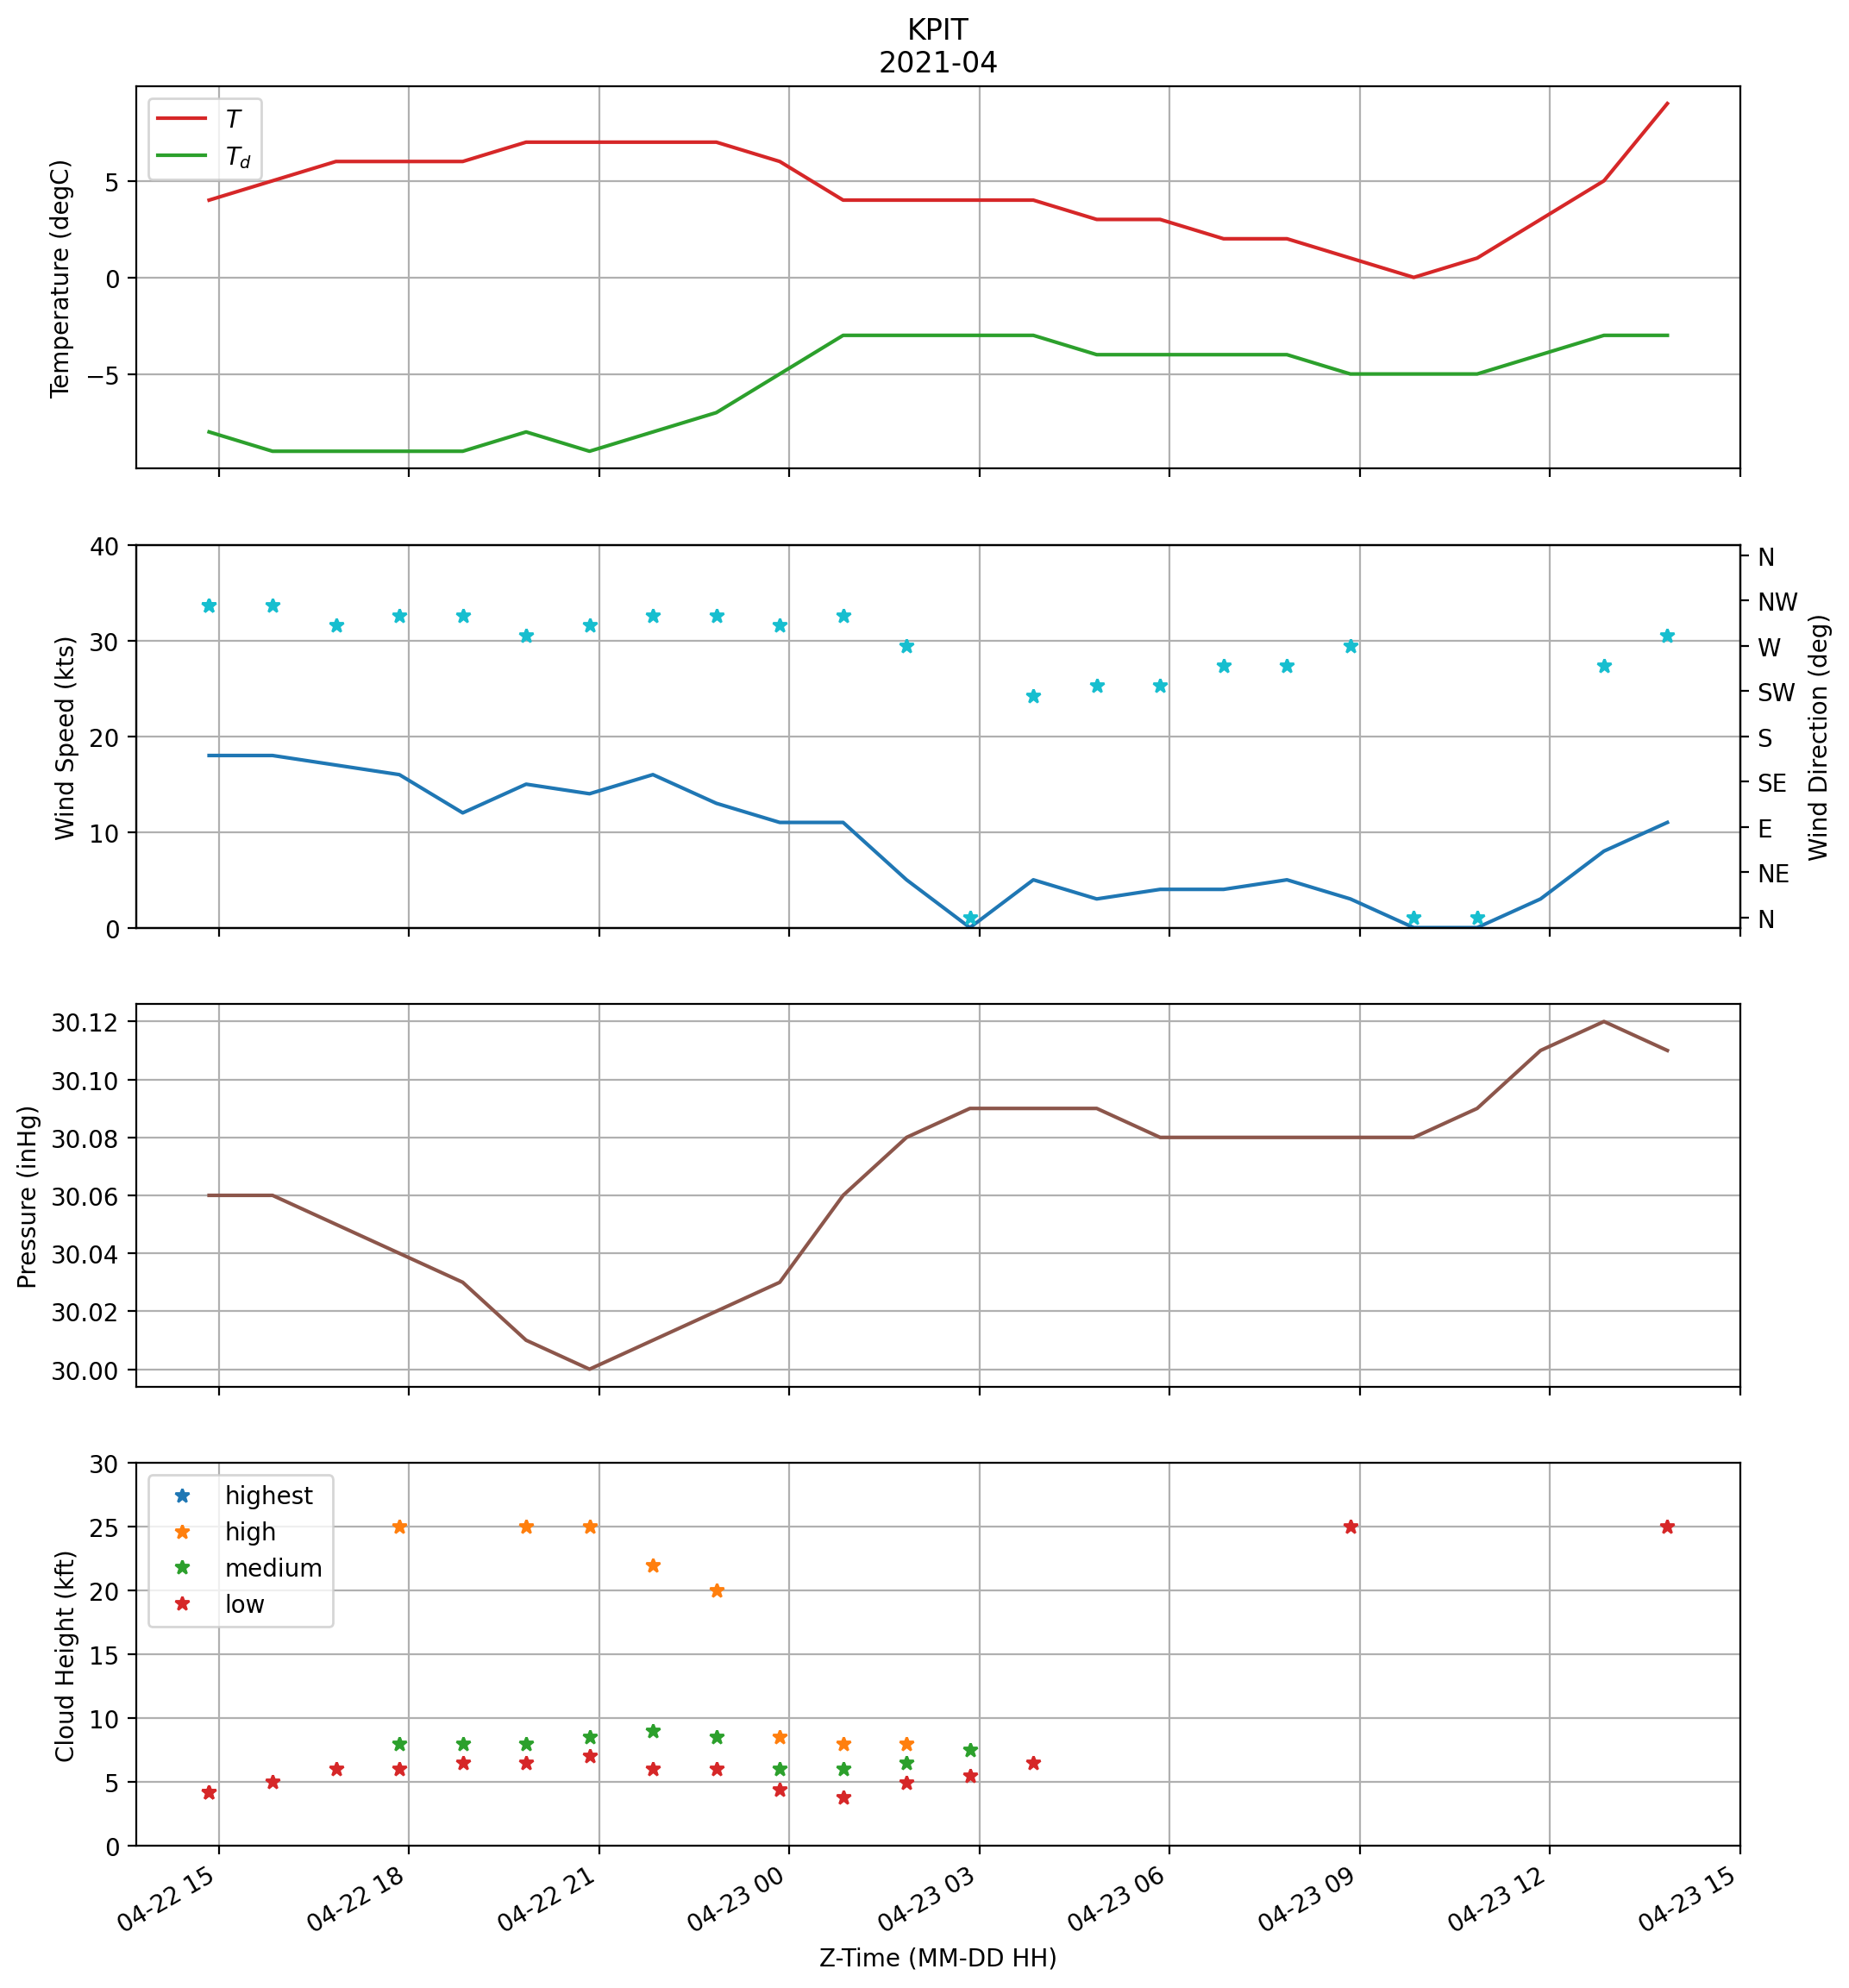 KPIT
2021-04
T
T_d
Temperature (degC)
5
0
−5
40
30
20
10
0
Wind Speed (kts)
N
NW
W
SW
S
SE
E
NE
N
Wind Direction (deg)
30.12
30.10
30.08
30.06
30.04
30.02
30.00
Pressure (inHg)
30
25
20
15
10
5
0
Cloud Height (kft)
highest
high
medium
low
04-22 15
04-22 18
04-22 21
04-23 00
04-23 03
04-23 06
04-23 09
04-23 12
04-23 15
Z-Time (MM-DD HH)